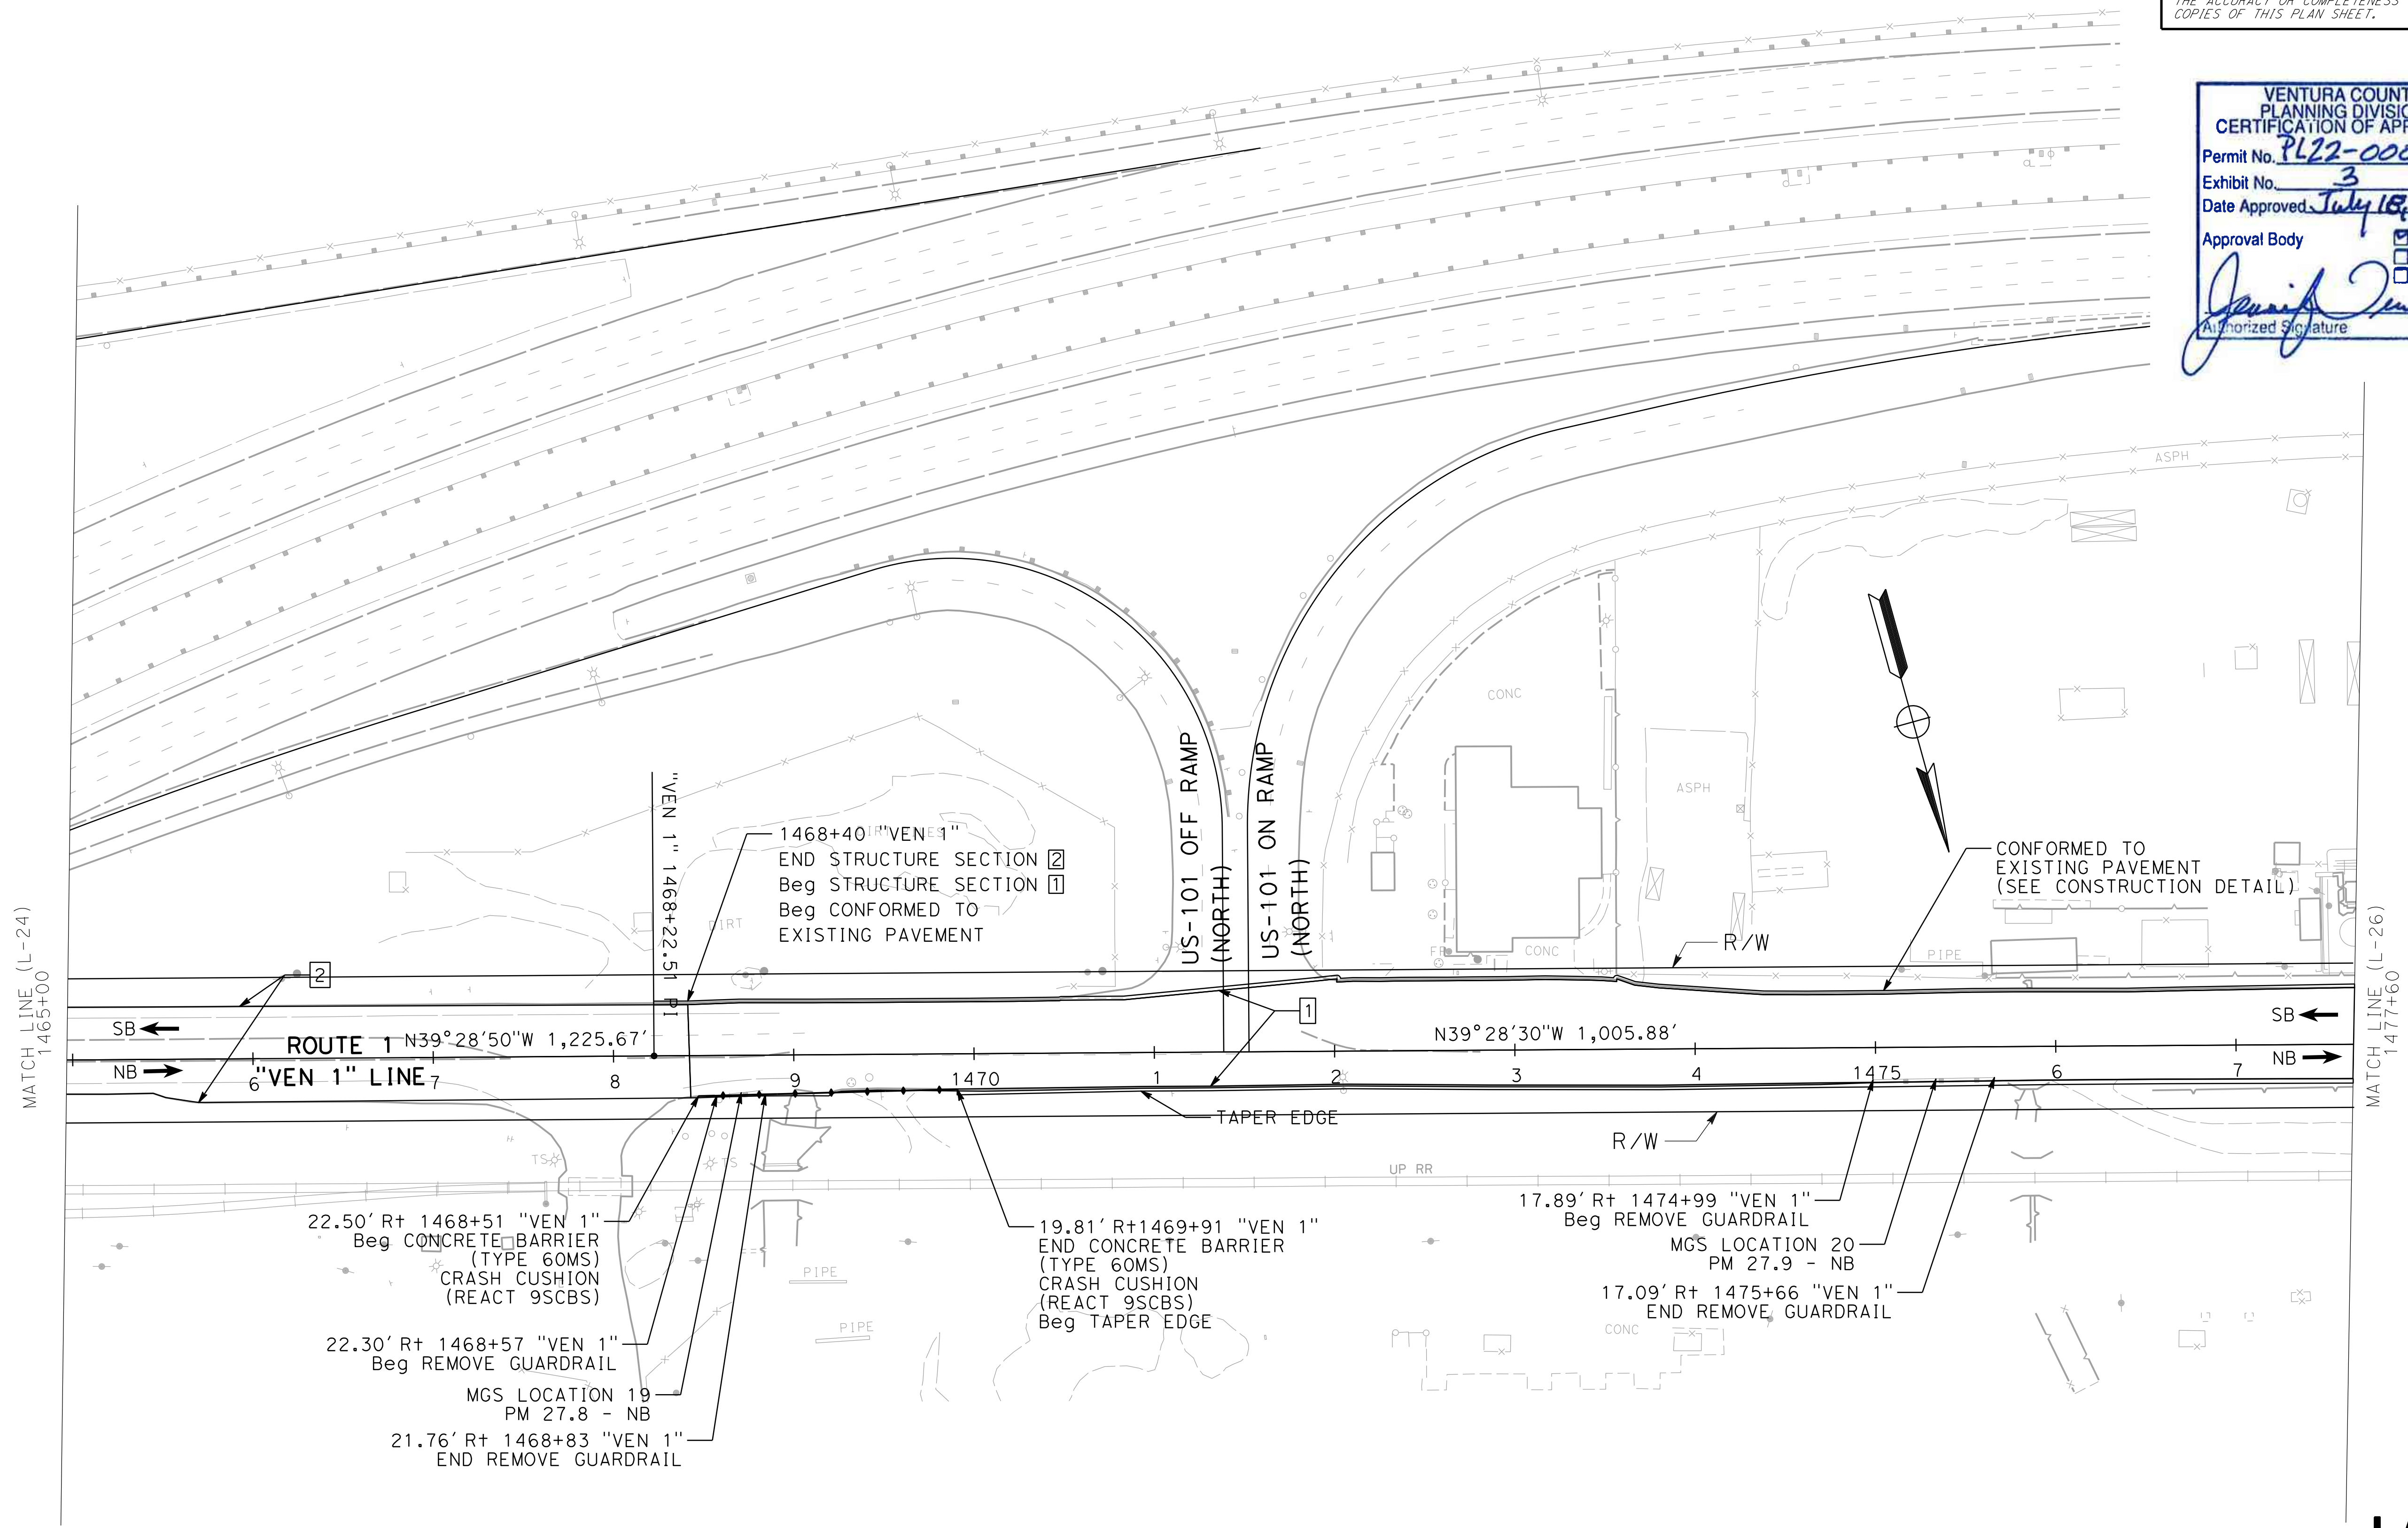 COPIES OF THIS PLAN SHEET.
VENTURA COUNT
PLANNING DIVISIO
CERTIFICATION OF APP
Permit No. PL22-000
Exhibit No. 3
Date Approved July 18,
Approval Body
Authorized Signature
ASPH
CONC
ASPH
US-101 OFF RAMP
(NORTH)
US-101 ON RAMP
(NORTH)
"VEN 1" 1468+22.51 PI
1468+40 "VEN 1"
END STRUCTURE SECTION 2
Beg STRUCTURE SECTION 1
Beg CONFORMED TO
EXISTING PAVEMENT
DIRT
CONFORMED TO
EXISTING PAVEMENT
(SEE CONSTRUCTION DETAIL)
R/W
FP
CONC
PIPE
MATCH LINE (L-24)
1465+00
MATCH LINE (L-26)
1477+60
2
1
SB
SB
ROUTE 1 N39°28'50"W 1,225.67'
N39°28'30"W 1,005.88'
NB
NB
"VEN 1" LINE
6 7 8 9 1470 1 2 3 4 1475 6 7
TAPER EDGE
R/W
TS
TS
UP RR
22.50' Rt 1468+51 "VEN 1"
Beg CONCRETE BARRIER
(TYPE 60MS)
CRASH CUSHION
(REACT 9SCBS)
22.30' Rt 1468+57 "VEN 1"
Beg REMOVE GUARDRAIL
MGS LOCATION 19
PM 27.8 - NB
21.76' Rt 1468+83 "VEN 1"
END REMOVE GUARDRAIL
PIPE
PIPE
19.81' Rt1469+91 "VEN 1"
END CONCRETE BARRIER
(TYPE 60MS)
CRASH CUSHION
(REACT 9SCBS)
Beg TAPER EDGE
17.89' Rt 1474+99 "VEN 1"
Beg REMOVE GUARDRAIL
MGS LOCATION 20
PM 27.9 - NB
17.09' Rt 1475+66 "VEN 1"
END REMOVE GUARDRAIL
CONC